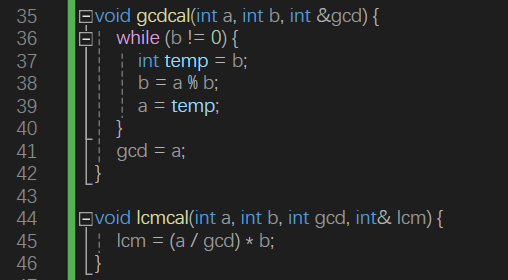 35 void gcdcal(int a, int b, int &gcd) {
36 while (b != 0) {
37 int temp = b;
38 b = a % b;
39 a = temp;
40 }
41 gcd = a;
42 }
43
44 void lcmcal(int a, int b, int gcd, int& lcm) {
45 lcm = (a / gcd) * b;
46 }